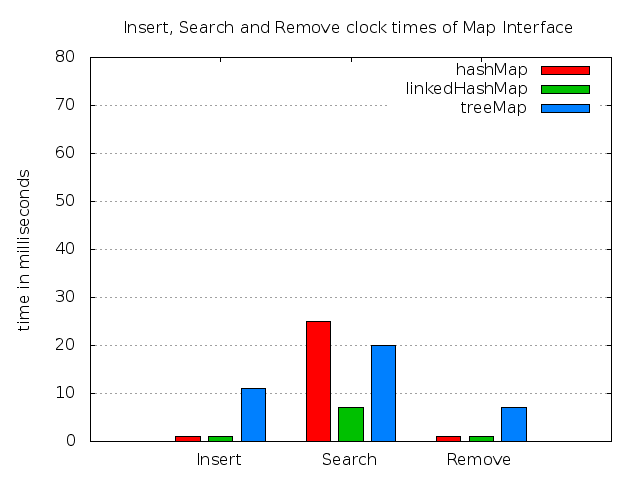 Insert, Search and Remove clock times of Map Interface
80
70
60
50
40
30
20
10
0
time in milliseconds
hashMap
linkedHashMap
treeMap
Insert
Search
Remove